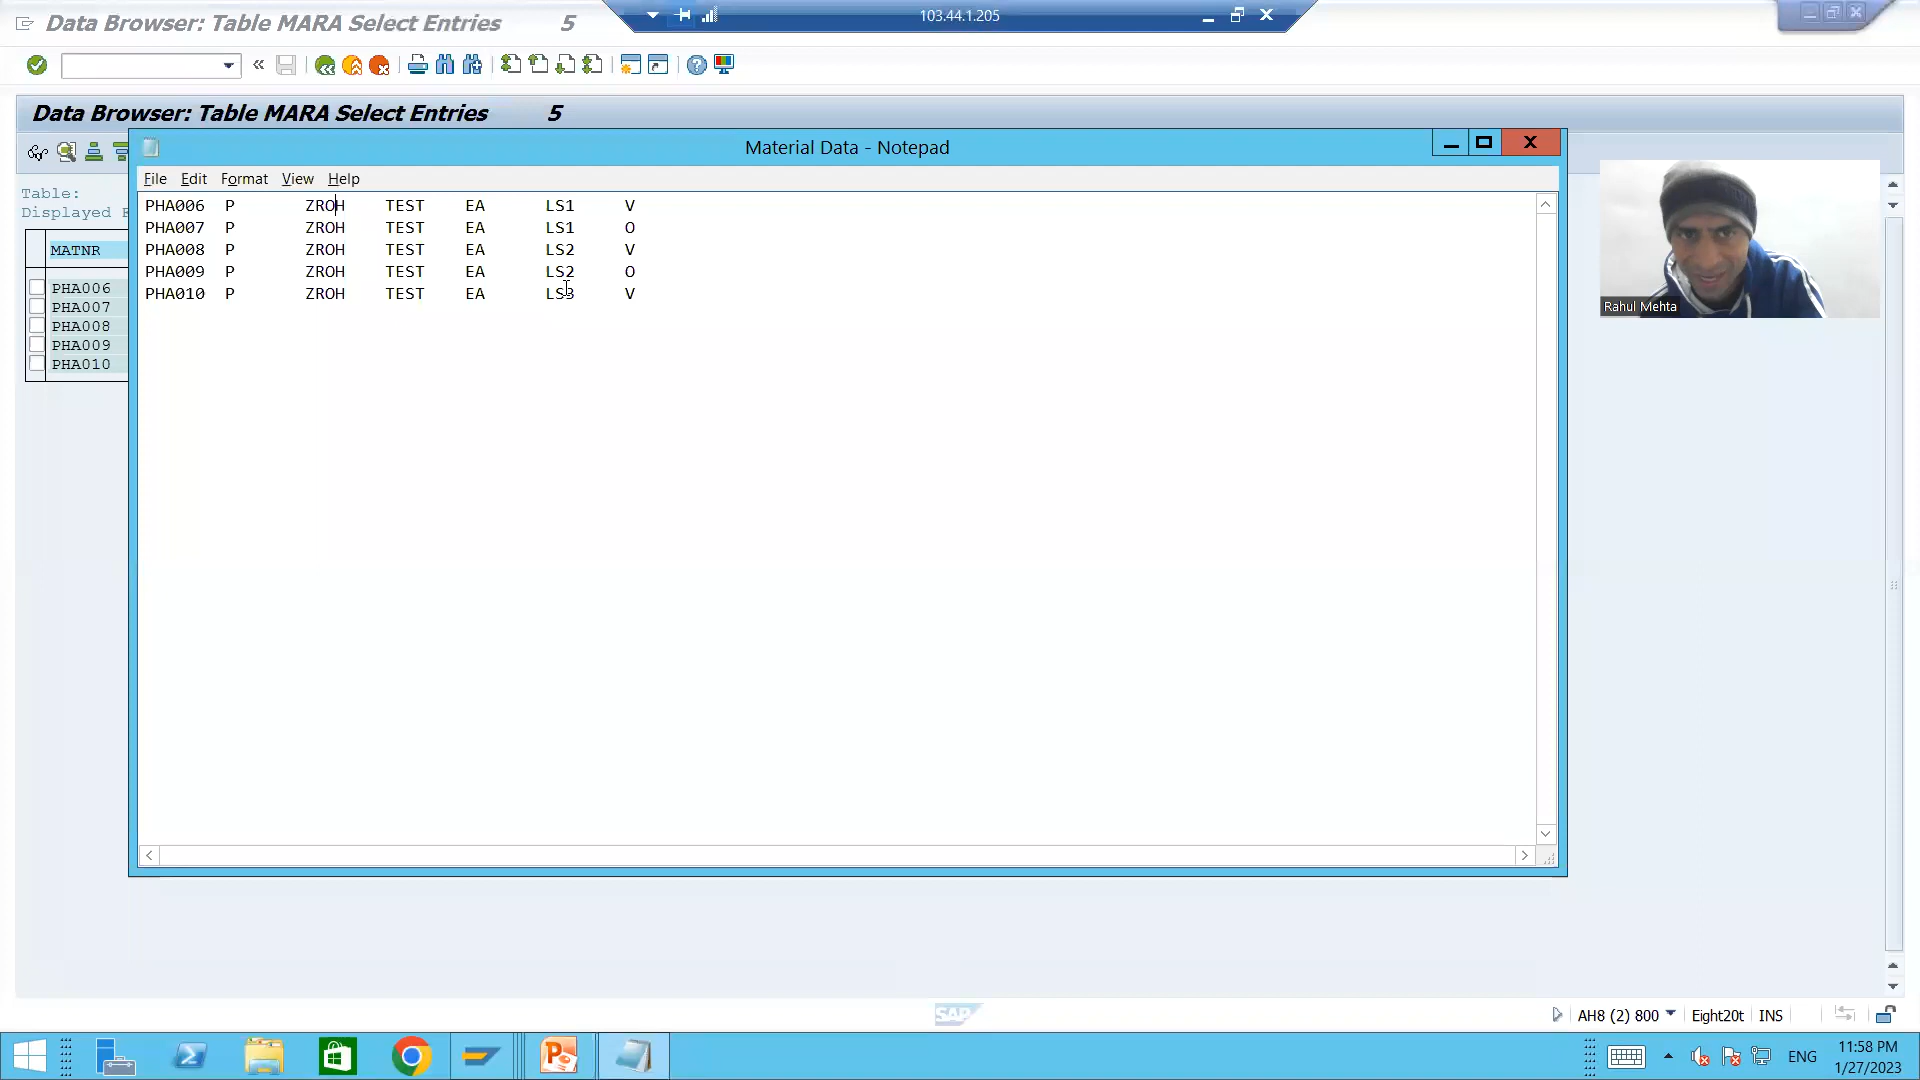 Data Browser: Table MARA Select Entries 5
103.44.1.205
Data Browser: Table MARA Select Entries 5
Table:
Displayed
MATNR
PHA006
PHA007
PHA008
PHA009
PHA010
Material Data - Notepad
File Edit Format View Help
PHA006 P ZROH TEST EA LS1 V
PHA007 P ZROH TEST EA LS1 O
PHA008 P ZROH TEST EA LS2 V
PHA009 P ZROH TEST EA LS2 O
PHA010 P ZROH TEST EA LS3 V
Rahul Mehta
SAP
AH8 (2) 800 Eight20t INS
ENG
11:58 PM
1/27/2023